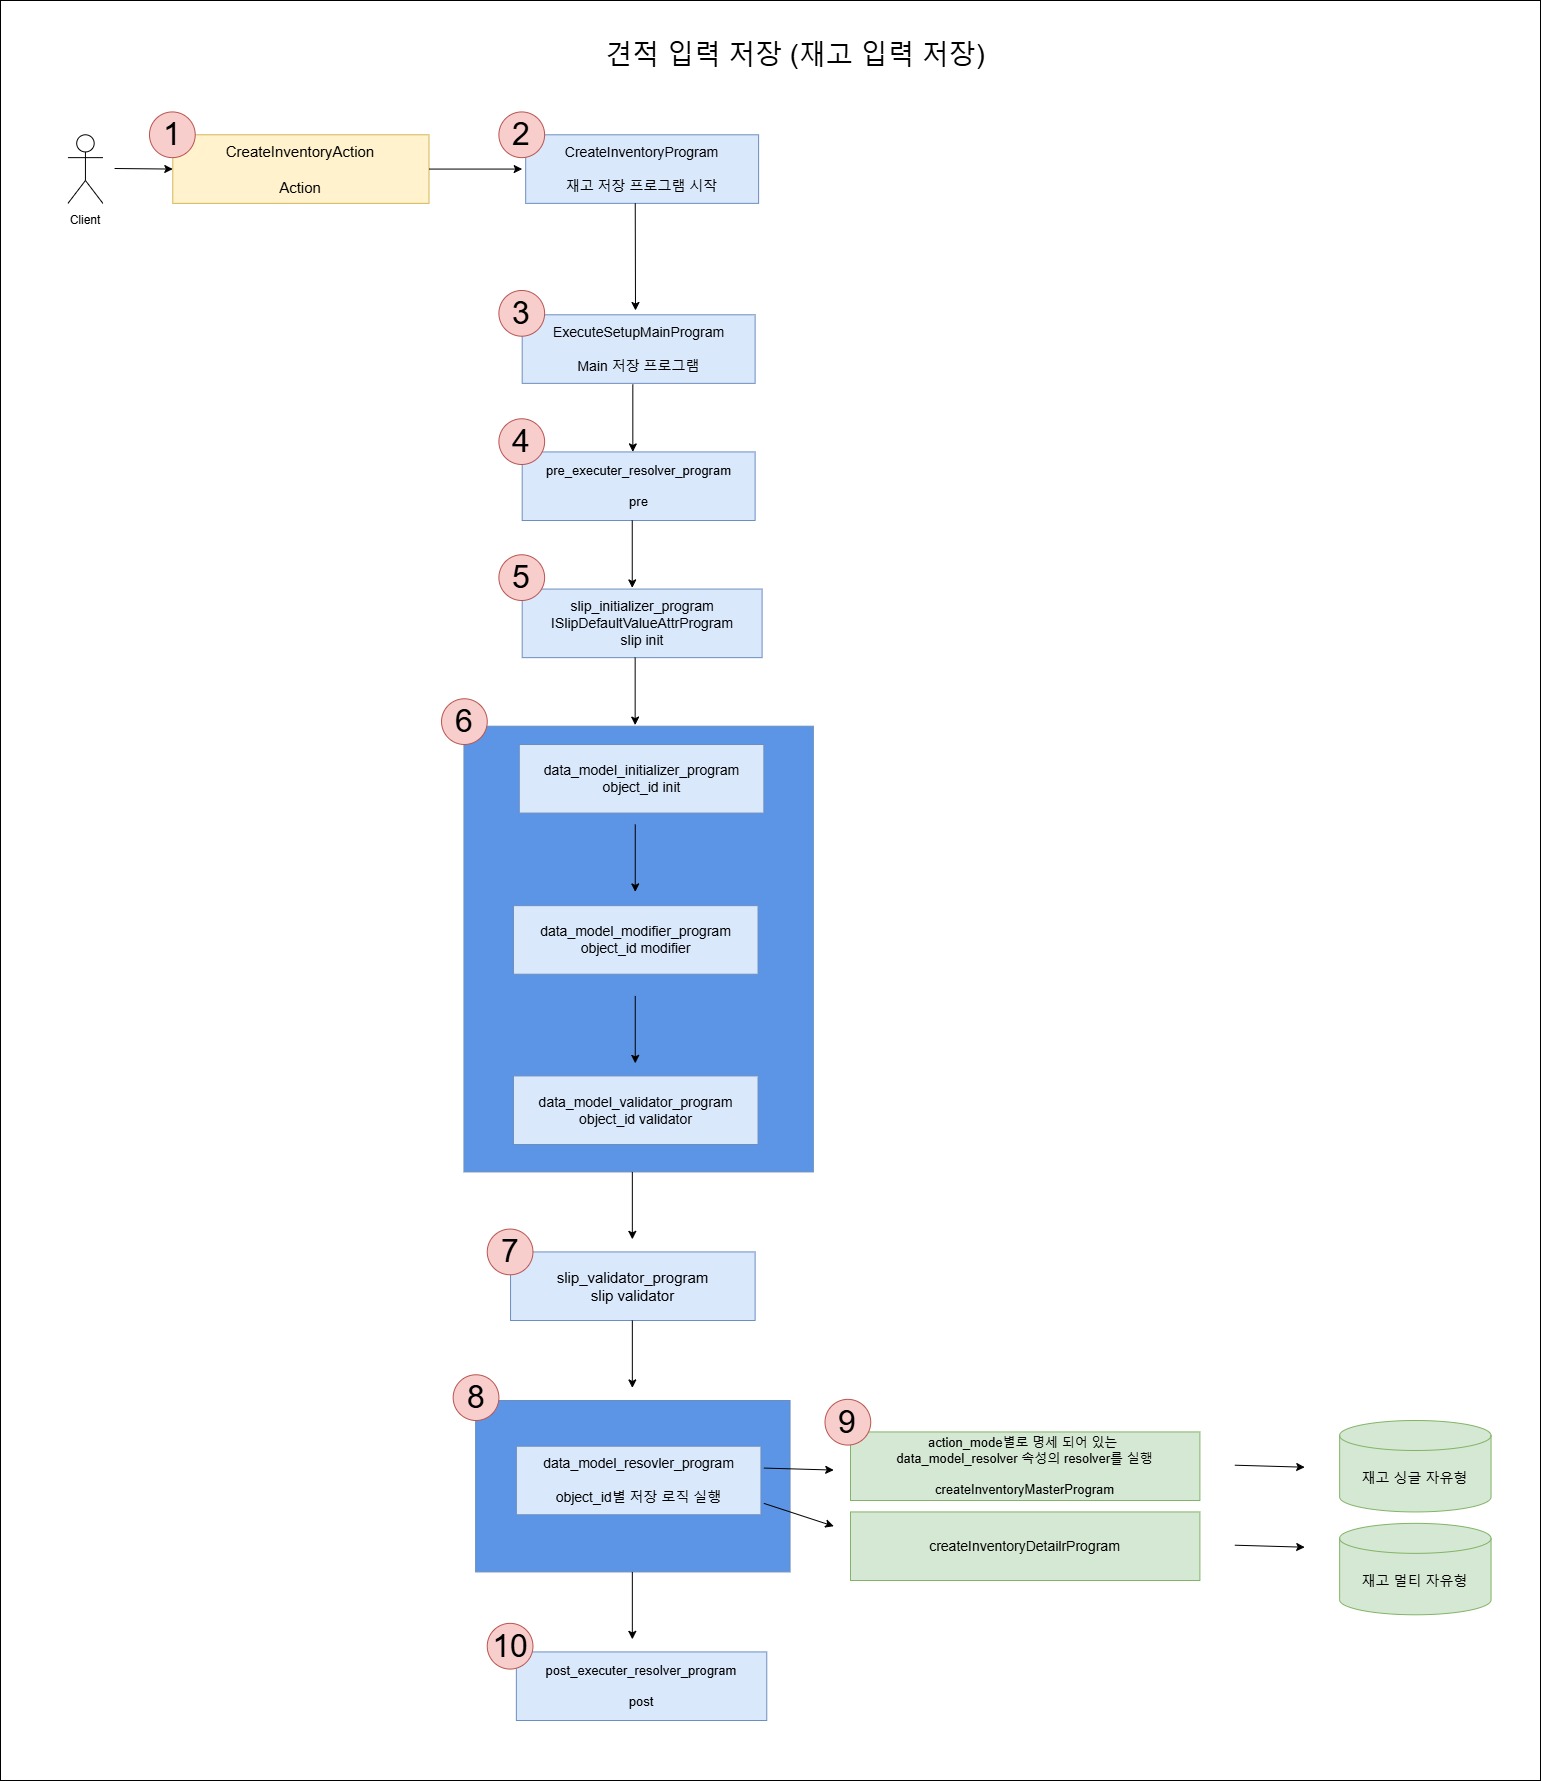 견적 입력 저장 (재고 입력 저장)
Client
1
CreateInventoryAction
Action
2
CreateInventoryProgram
재고 저장 프로그램 시작
3
ExecuteSetupMainProgram
Main 저장 프로그램
4
pre_executer_resolver_program
pre
5
slip_initializer_program
ISlipDefaultValueAttrProgram
slip init
6
data_model_initializer_program
object_id init
data_model_modifier_program
object_id modifier
data_model_validator_program
object_id validator
7
slip_validator_program
slip validator
8
data_model_resovler_program
object_id별 저장 로직 실행
9
action_mode별로 명세 되어 있는
data_model_resolver 속성의 resolver를 실행
createInventoryMasterProgram
재고 싱글 자유형
createInventoryDetailrProgram
재고 멀티 자유형
10
post_executer_resolver_program
post